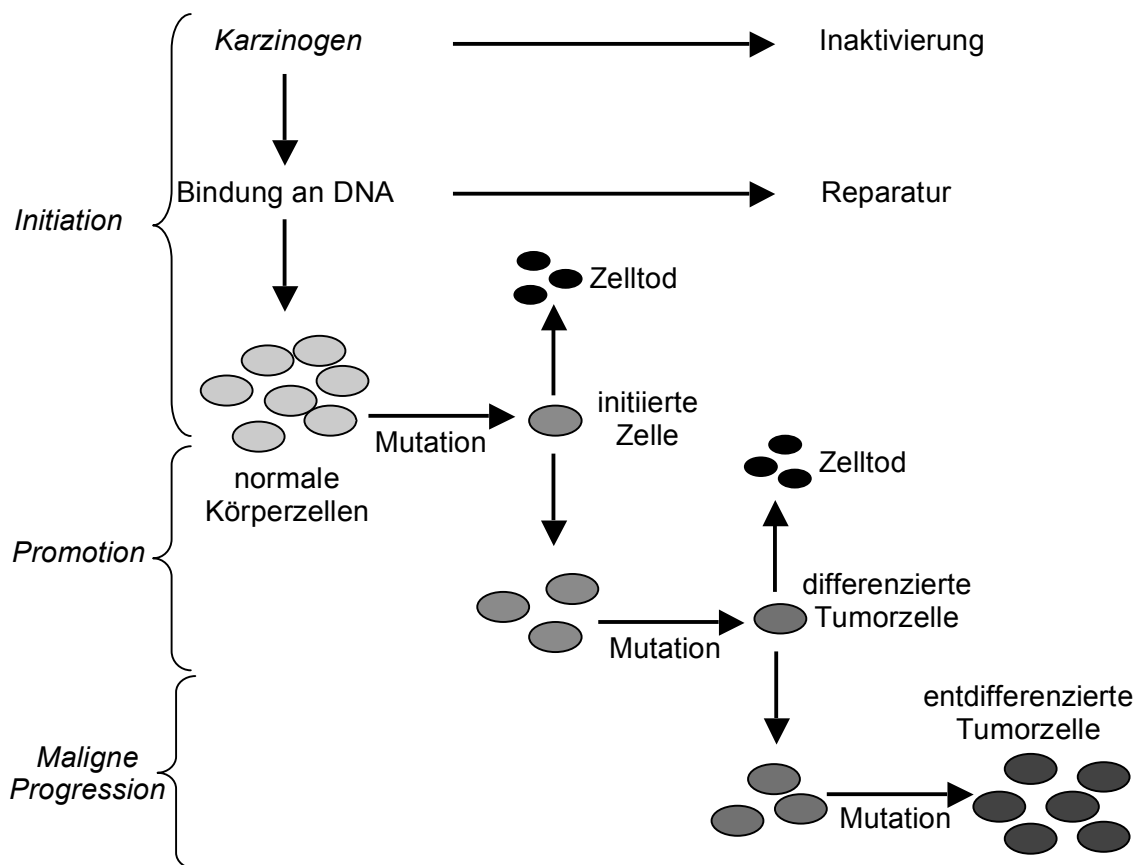 Karzinogen
Inaktivierung
Bindung an DNA
Reparatur
Initiation
Zelltod
initiierte
Zelle
Mutation
normale
Körperzellen
Zelltod
Promotion
differenzierte
Tumorzelle
Mutation
entdifferenzierte
Tumorzelle
Maligne
Progression
Mutation